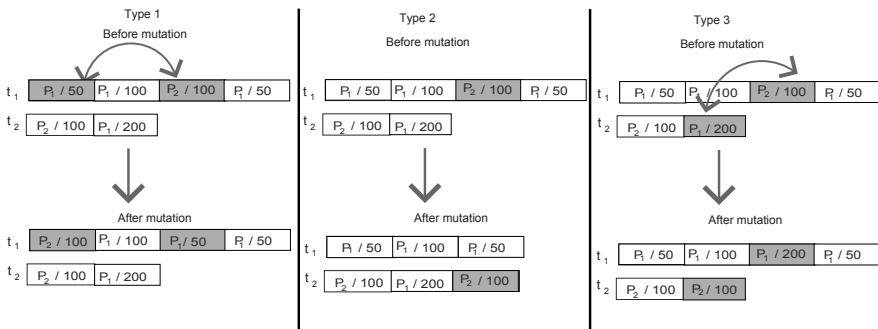 Type 1
Before mutation
t₁ P₁ / 50 P₁ / 100 P₂ / 100 P₁ / 50
t₂ P₂ / 100 P₁ / 200
After mutation
t₁ P₂ / 100 P₁ / 100 P₁ / 50 P₁ / 50
t₂ P₂ / 100 P₁ / 200
Type 2
Before mutation
t₁ P₁ / 50 P₁ / 100 P₂ / 100 P₁ / 50
t₂ P₂ / 100 P₁ / 200
After mutation
t₁ P₁ / 50 P₁ / 100 P₁ / 50
t₂ P₂ / 100 P₁ / 200 P₂ / 100
Type 3
Before mutation
t₁ P₁ / 50 P₁ / 100 P₂ / 100 P₁ / 50
t₂ P₂ / 100 P₁ / 200
After mutation
t₁ P₁ / 50 P₁ / 100 P₁ / 200 P₁ / 50
t₂ P₂ / 100 P₂ / 100